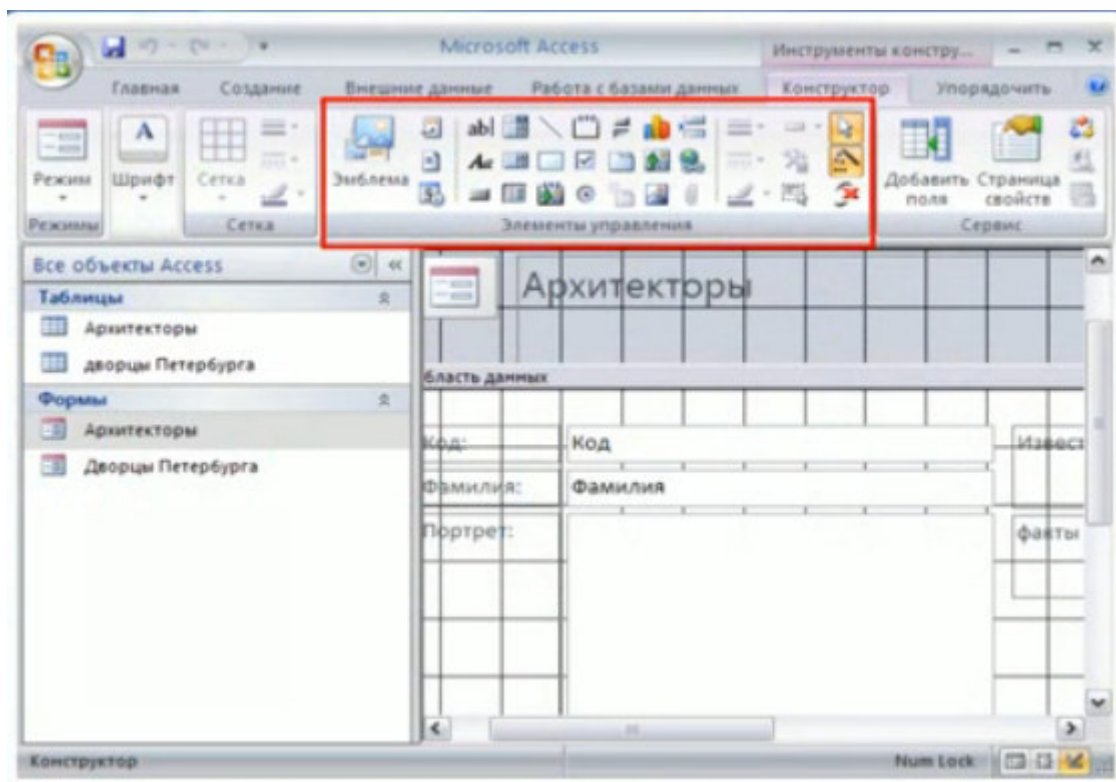 Microsoft Access
Инструменты констру...
Главная Создание Внешние данные Работа с базами данных Конструктор Упорядочить
Режим Шрифт Сетка Эмблема ab| Aa Добавить поля Страница свойств
Режимы Сетка Элементы управления Сервис
Все объекты Access
Таблицы
Архитекторы
дворцы Петербурга
Формы
Архитекторы
Дворцы Петербурга
Архитекторы
бласть данных
Код: Код Извест
Фамилия: Фамилия
Портрет: факты
Конструктор Num Lock